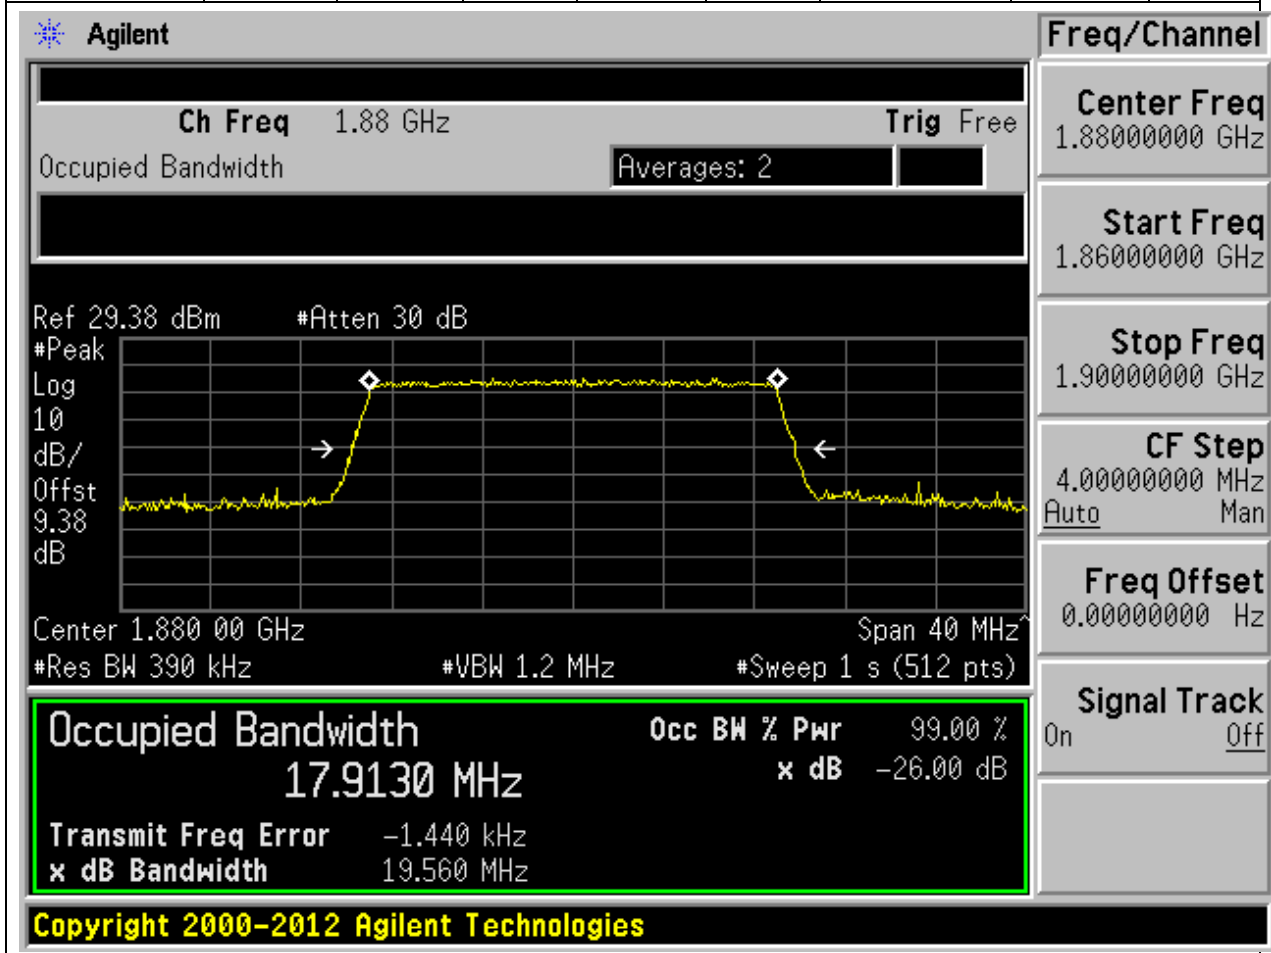 Agilent
Freq/Channel
Ch Freq 1.88 GHz Trig Free
Occupied Bandwidth Averages: 2
Center Freq
1.88000000 GHz
Start Freq
1.86000000 GHz
Stop Freq
1.90000000 GHz
CF Step
4.00000000 MHz
Auto Man
Freq Offset
0.00000000 Hz
Signal Track
On Off
Ref 29.38 dBm #Atten 30 dB
#Peak
Log
10
dB/
Offst
9.38
dB
Center 1.880 00 GHz Span 40 MHz^
#Res BW 390 kHz #VBW 1.2 MHz #Sweep 1 s (512 pts)
Occupied Bandwidth
17.9130 MHz
Occ BW % Pwr 99.00 %
x dB -26.00 dB
Transmit Freq Error -1.440 kHz
x dB Bandwidth 19.560 MHz
Copyright 2000-2012 Agilent Technologies